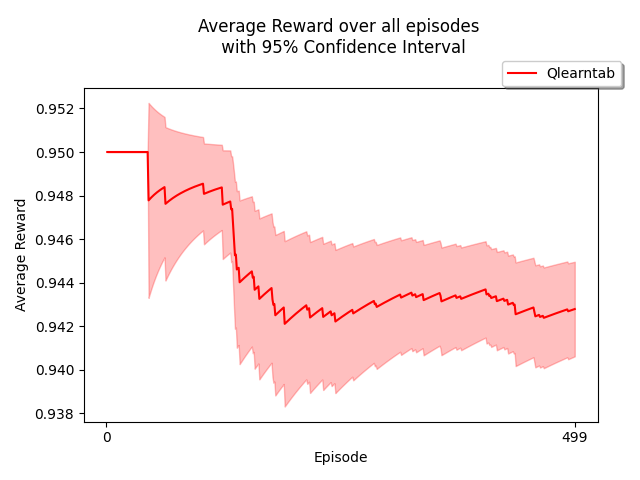 Average Reward over all episodes
with 95% Confidence Interval
Qlearntab
0.952
0.950
0.948
0.946
0.944
0.942
0.940
0.938
Average Reward
0
499
Episode